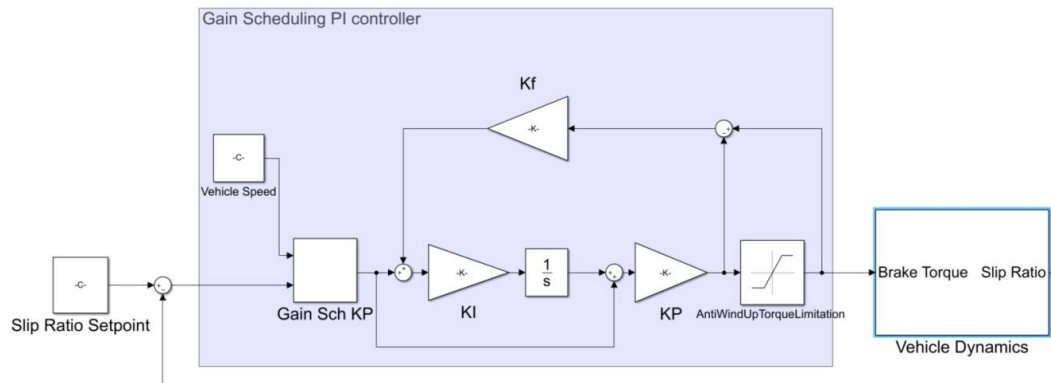 Gain Scheduling PI controller
Kf
-K-
-C-
Vehicle Speed
-C-
Slip Ratio Setpoint
Gain Sch KP
-K-
KI
1
s
-K-
KP
AntiWindUpTorqueLimitation
Brake Torque Slip Ratio
Vehicle Dynamics